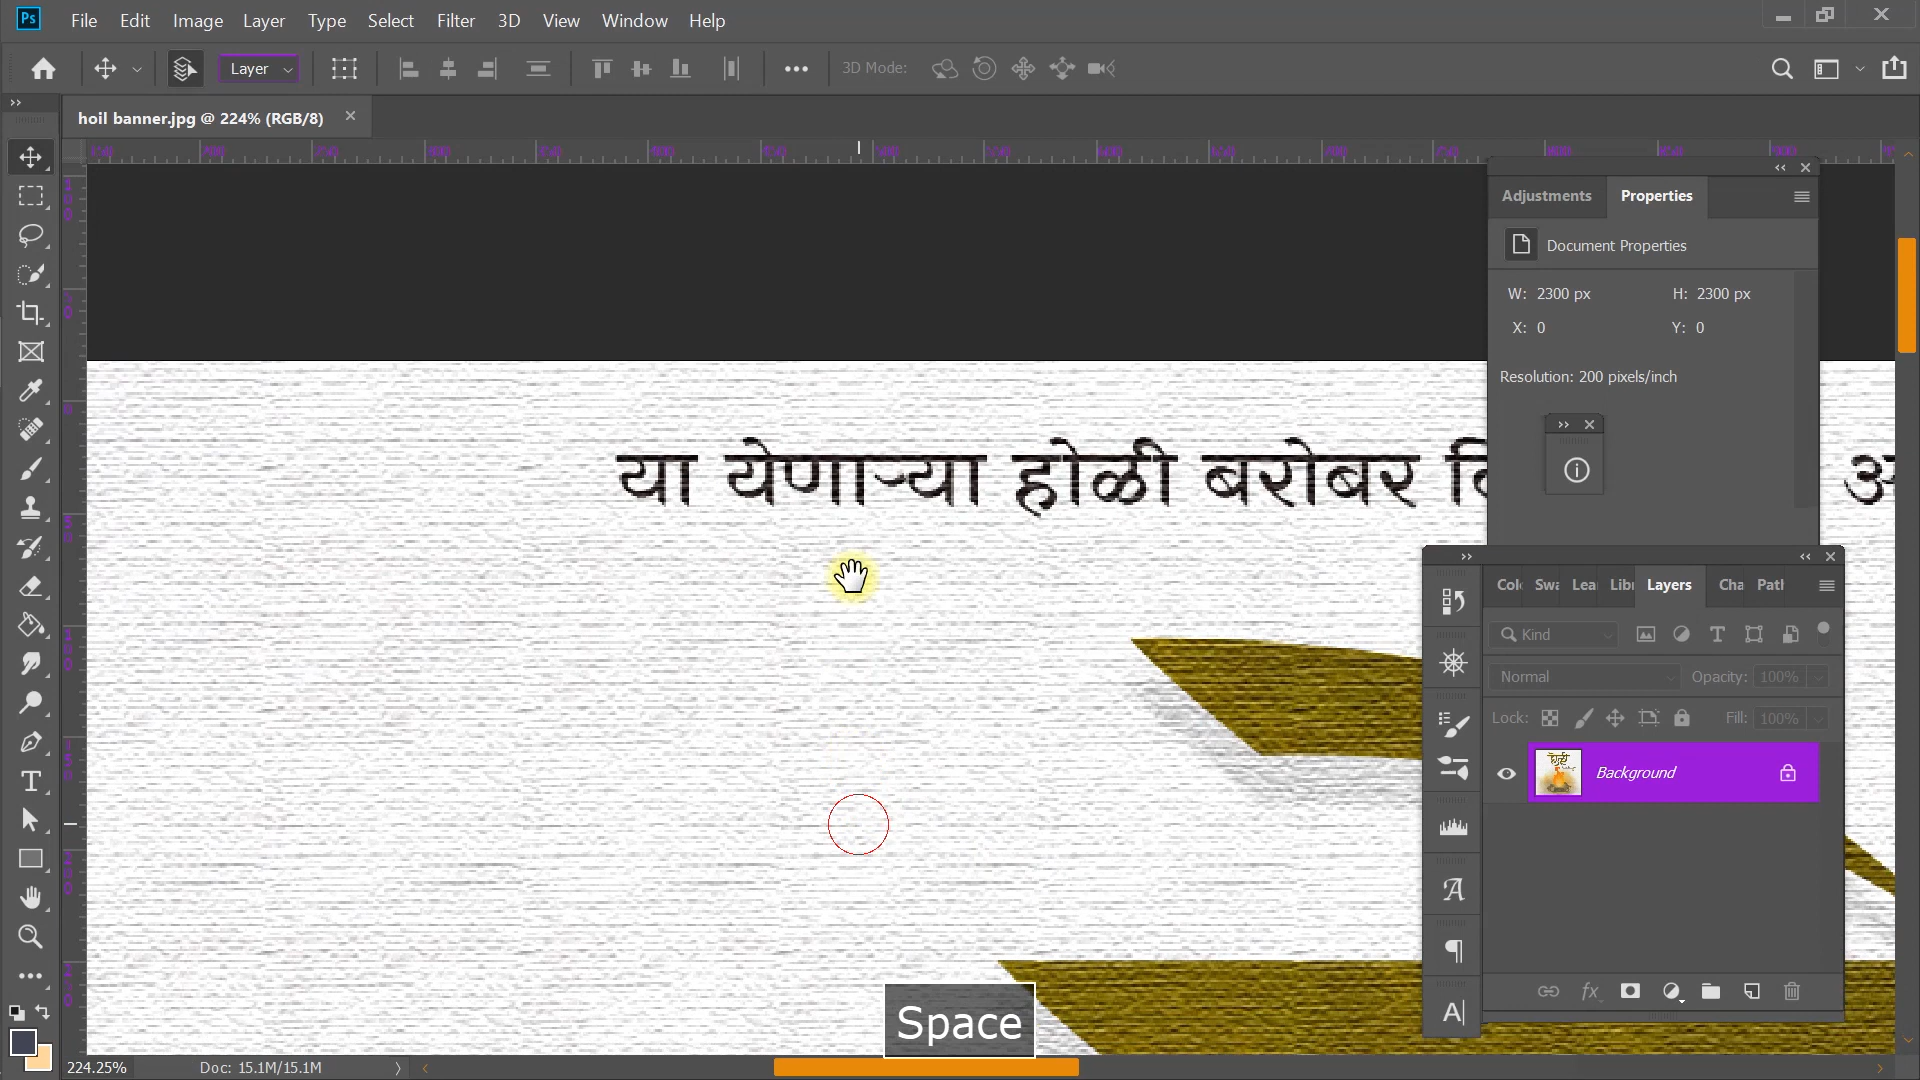 Ps File Edit Image Layer Type Select Filter 3D View Window Help
Layer 3D Mode:
hoil banner.jpg @ 224% (RGB/8)
Adjustments Properties
Document Properties
W: 2300 px H: 2300 px
X: 0 Y: 0
Resolution: 200 pixels/inch
या येणाऱ्या होळी बरोबर
Layers
Kind
Normal Opacity: 100%
Lock: Fill: 100%
Background
Space
224.25% Doc: 15.1M/15.1M